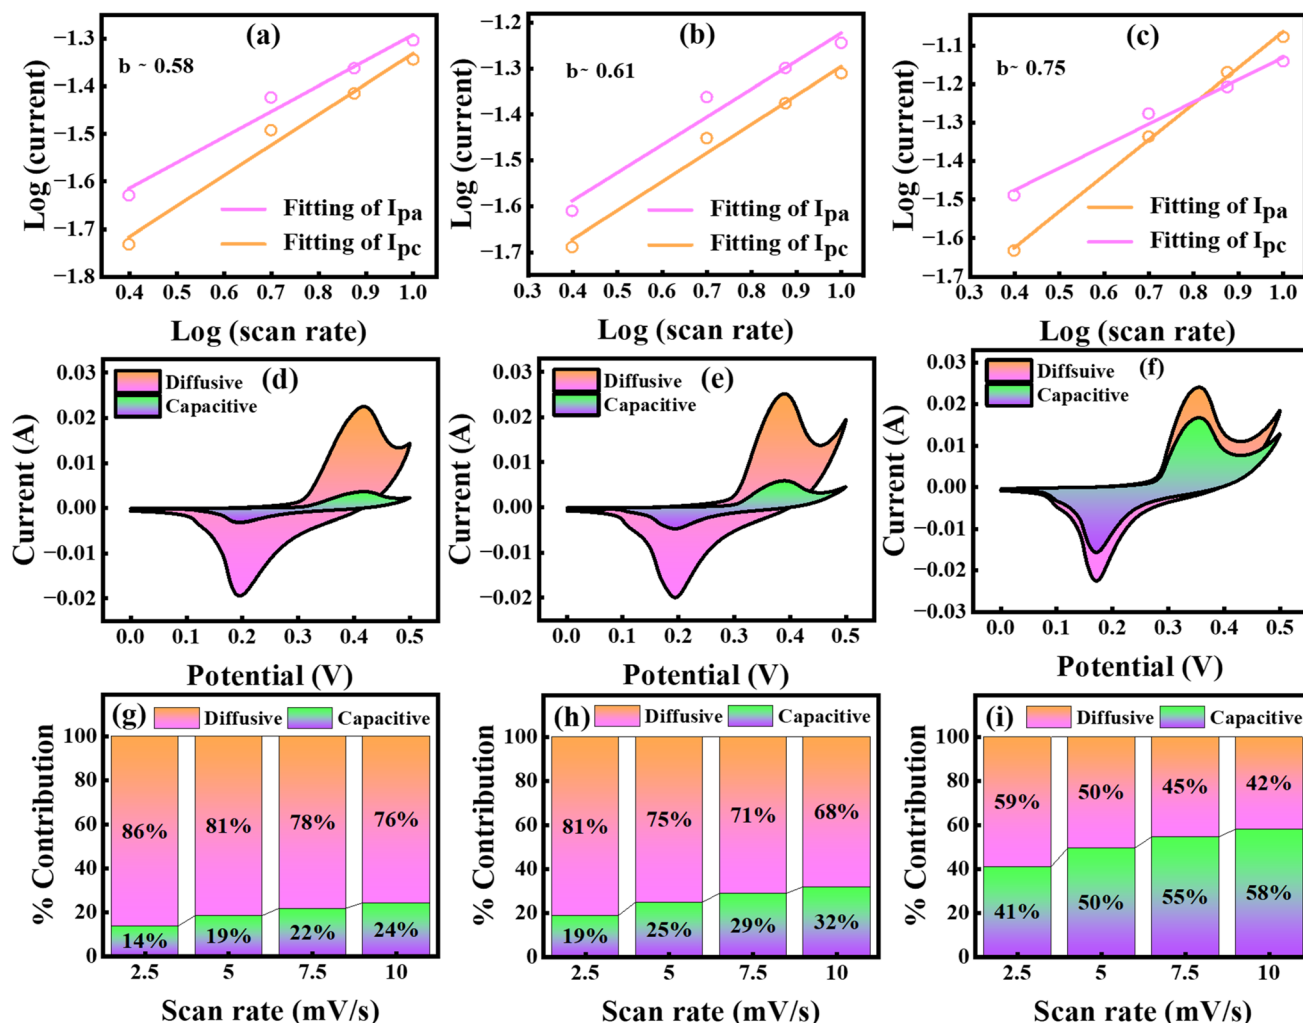 (a)
b ~ 0.58
Log (current)
−1.3
−1.4
−1.5
−1.6
−1.7
−1.8
Fitting of Ipa
Fitting of Ipc
0.4 0.5 0.6 0.7 0.8 0.9 1.0
Log (scan rate)
(b)
b~ 0.61
Log (current)
−1.2
−1.3
−1.4
−1.5
−1.6
−1.7
Fitting of Ipa
Fitting of Ipc
0.3 0.4 0.5 0.6 0.7 0.8 0.9 1.0
Log (scan rate)
(c)
b~ 0.75
Log (current)
−1.1
−1.2
−1.3
−1.4
−1.5
−1.6
−1.7
Fitting of Ipa
Fitting of Ipc
0.3 0.4 0.5 0.6 0.7 0.8 0.9 1.0
Log (scan rate)
(d)
Diffusive
Capacitive
Current (A)
0.03
0.02
0.01
0.00
−0.01
−0.02
0.0 0.1 0.2 0.3 0.4 0.5
Potential (V)
(e)
Diffusive
Capacitive
Current (A)
0.03
0.02
0.01
0.00
−0.01
−0.02
0.0 0.1 0.2 0.3 0.4 0.5
Potential (V)
(f)
Diffsuive
Capacitive
Current (A)
0.03
0.02
0.01
0.00
−0.01
−0.02
−0.03
0.0 0.1 0.2 0.3 0.4 0.5
Potential (V)
(g)
Diffusive Capacitive
% Contribution
100
80
60
40
20
0
86% 81% 78% 76%
14% 19% 22% 24%
2.5 5 7.5 10
Scan rate (mV/s)
(h)
Diffusive Capacitive
% Contribution
100
80
60
40
20
0
81% 75% 71% 68%
19% 25% 29% 32%
2.5 5 7.5 10
Scan rate (mV/s)
(i)
Diffusive Capacitive
% Contribution
100
80
60
40
20
0
59% 50% 45% 42%
41% 50% 55% 58%
2.5 5 7.5 10
Scan rate (mV/s)